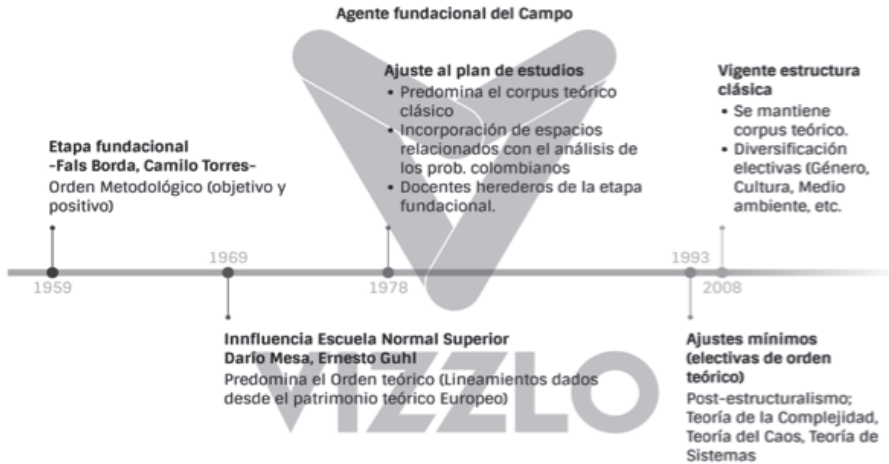 Agente fundacional del Campo
Etapa fundacional
-Fals Borda, Camilo Torres-
Orden Metodológico (objetivo y
positivo)
Ajuste al plan de estudios
• Predomina el corpus teórico
clásico
• Incorporación de espacios
relacionados con el análisis de
los prob. colombianos
• Docentes herederos de la etapa
fundacional.
Vigente estructura
clásica
• Se mantiene
corpus teórico.
• Diversificación
electivas (Género,
Cultura, Medio
ambiente, etc.
1959
1969
1978
1993
2008
Innfluencia Escuela Normal Superior
Darío Mesa, Ernesto Guhl
Predomina el Orden teórico (Lineamientos dados
desde el patrimonio teórico Europeo)
Ajustes mínimos
(electivas de orden
teórico)
Post-estructuralismo;
Teoría de la Complejidad,
Teoría del Caos, Teoría de
Sistemas
VIZZLO